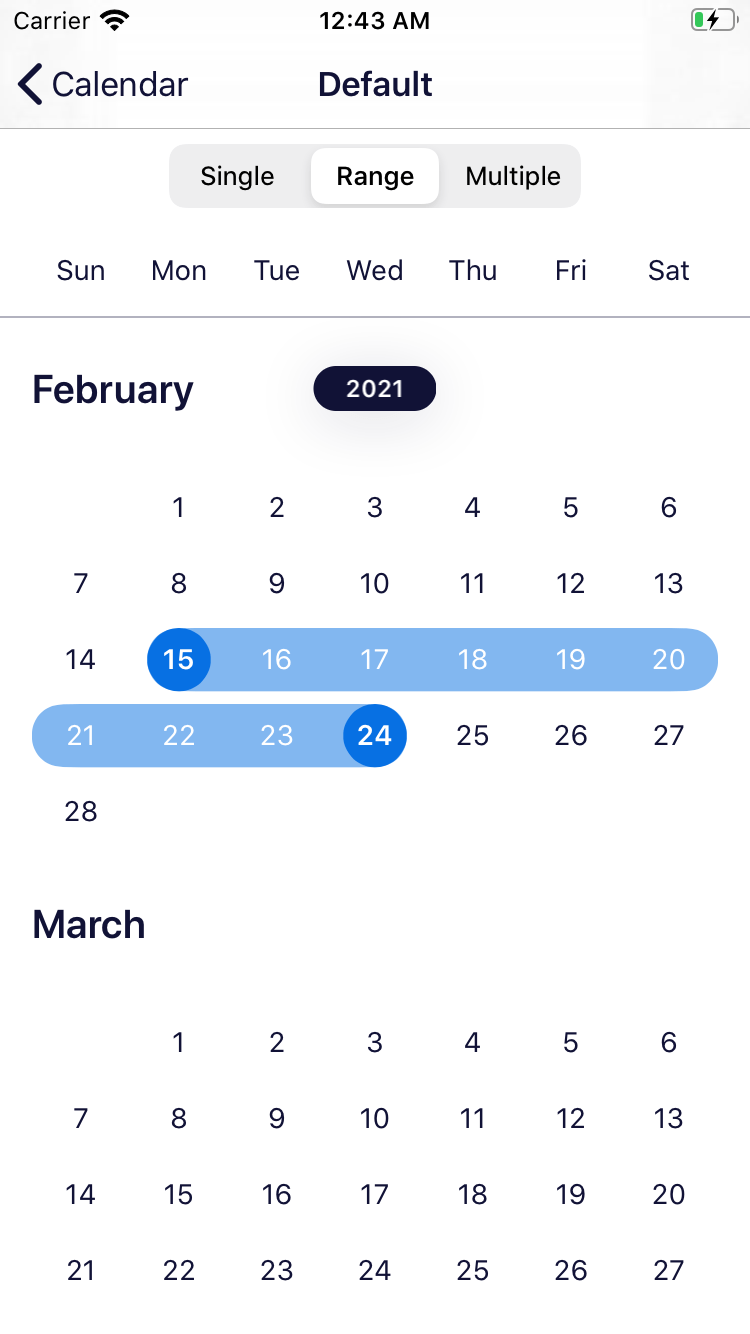 Carrier 12:43 AM
Calendar Default
Single Range Multiple
Sun Mon Tue Wed Thu Fri Sat
February 2021
1 2 3 4 5 6
7 8 9 10 11 12 13
14 15 16 17 18 19 20
21 22 23 24 25 26 27
28
March
1 2 3 4 5 6
7 8 9 10 11 12 13
14 15 16 17 18 19 20
21 22 23 24 25 26 27